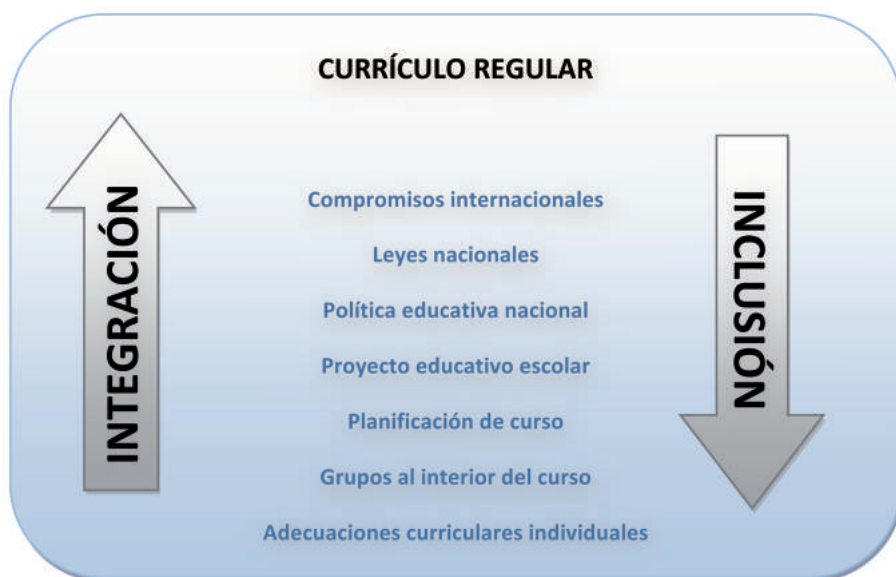 CURRÍCULO REGULAR
INTEGRACIÓN
Compromisos internacionales
Leyes nacionales
Política educativa nacional
Proyecto educativo escolar
Planificación de curso
Grupos al interior del curso
Adecuaciones curriculares individuales
INCLUSIÓN